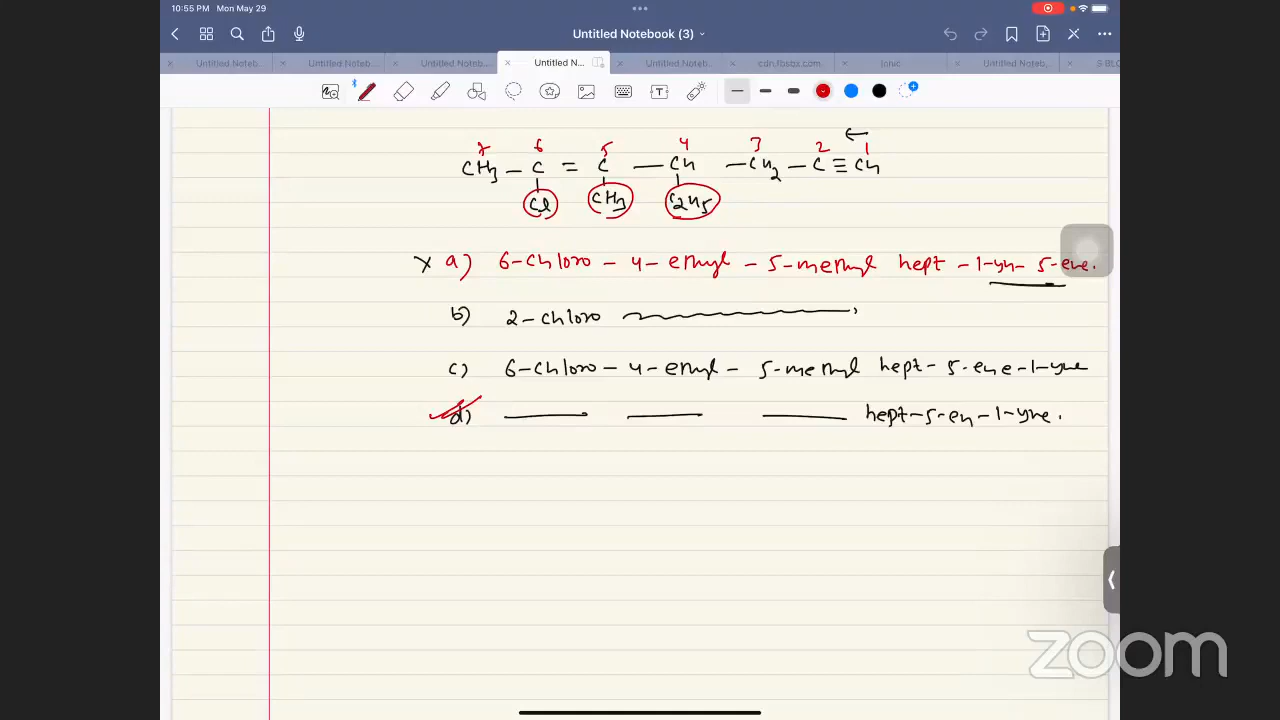 10:55 PM Mon May 29
Untitled Notebook (3)
Untitled Noteb... Untitled Noteb... Untitled Noteb... Untitled N... Untitled Noteb.. cdn.fbsbx.com Untitled Noteb..
7 6 5 4 3 2 1
CH3 – C = C — CH – CH2 – C ≡ CH
Cl CH3 C2H5
x a) 6-chloro – 4-ethyl – 5-methyl hept -1-yn- 5-ene.
b) 2-chloro
c) 6-chloro – 4-ethyl – 5-methyl hept- 5-ene-1-yne
d) hept-5-en-1-yne.
zoom